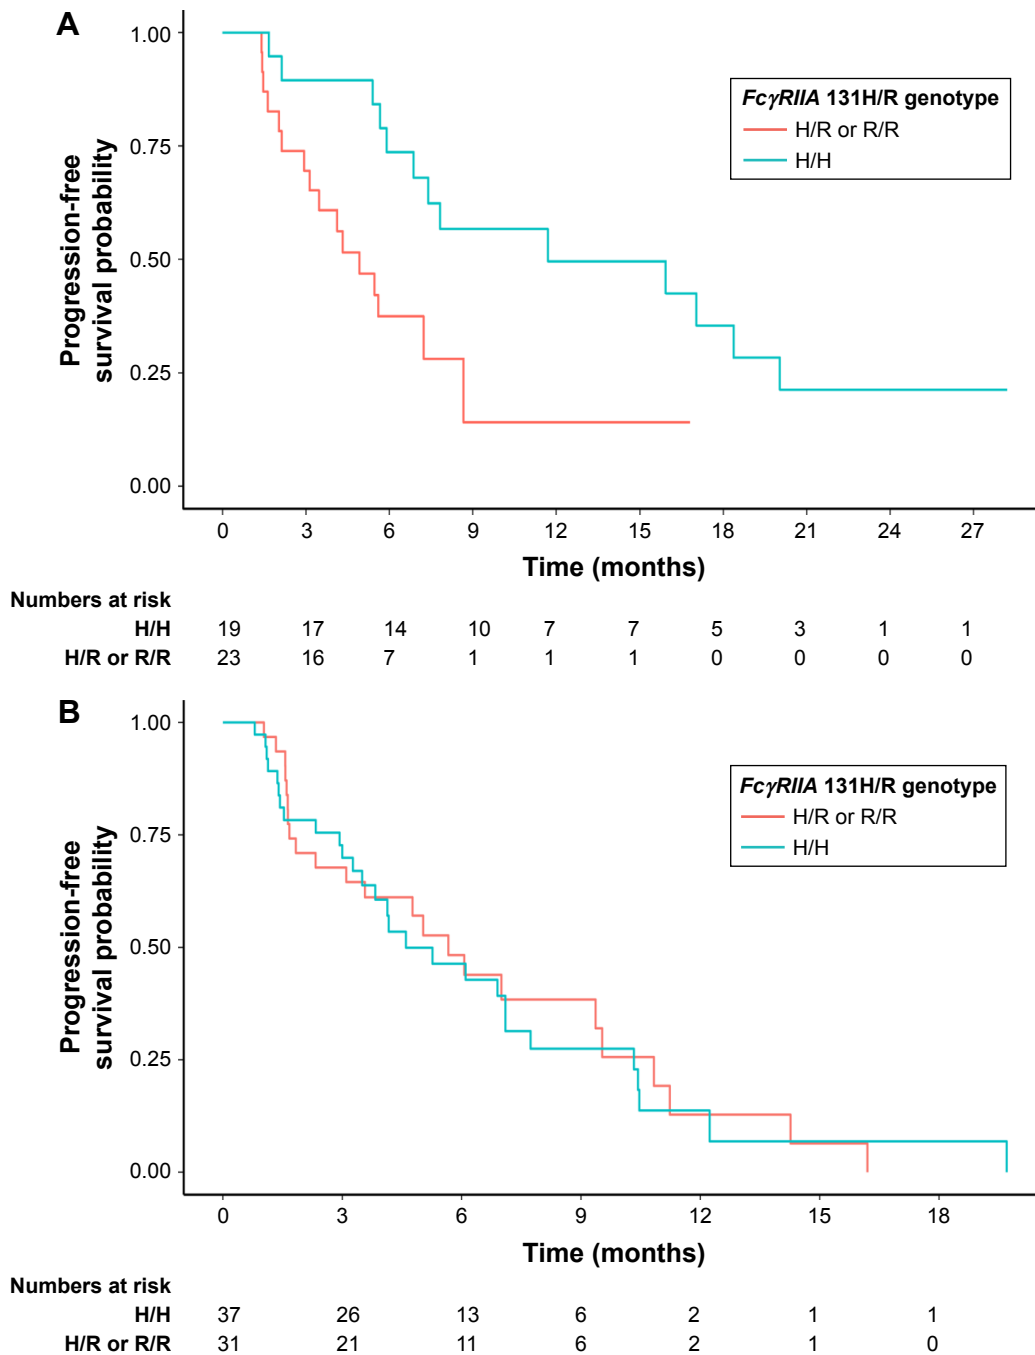 A
Progression-free
survival probability
1.00
0.75
0.50
0.25
0.00
FcγRIIA 131H/R genotype
H/R or R/R
H/H
0 3 6 9 12 15 18 21 24 27
Time (months)
Numbers at risk
H/H 19 17 14 10 7 7 5 3 1 1
H/R or R/R 23 16 7 1 1 1 0 0 0 0
B
Progression-free
survival probability
1.00
0.75
0.50
0.25
0.00
FcγRIIA 131H/R genotype
H/R or R/R
H/H
0 3 6 9 12 15 18
Time (months)
Numbers at risk
H/H 37 26 13 6 2 1 1
H/R or R/R 31 21 11 6 2 1 0